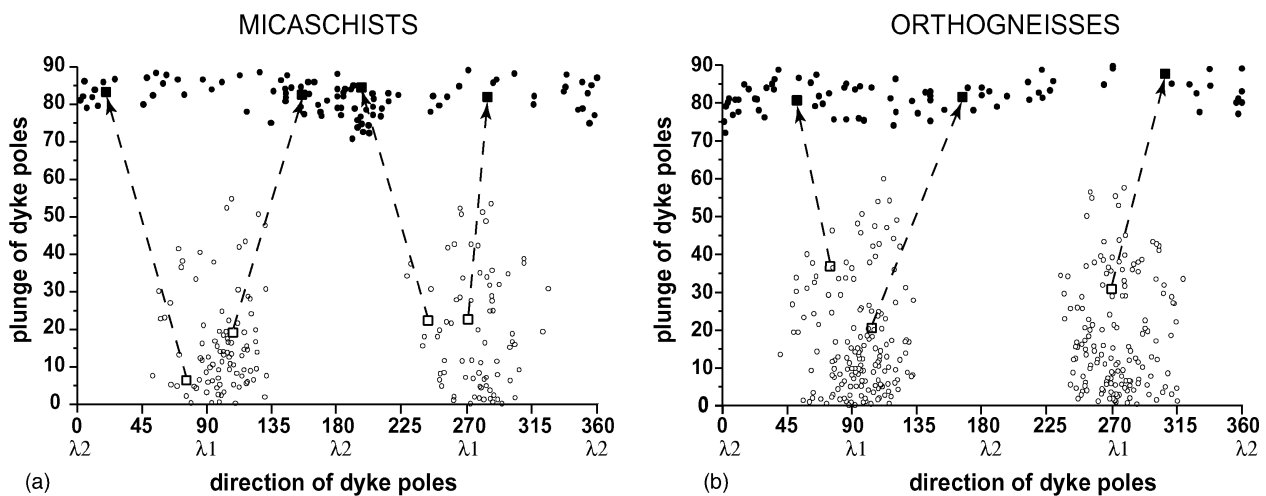 MICASCHISTS
ORTHOGNEISSES
plunge of dyke poles
90
80
70
60
50
40
30
20
10
0
0 45 90 135 180 225 270 315 360
λ2 λ1 λ2 λ1 λ2
(a) direction of dyke poles
plunge of dyke poles
90
80
70
60
50
40
30
20
10
0
0 45 90 135 180 225 270 315 360
λ2 λ1 λ2 λ1 λ2
(b) direction of dyke poles